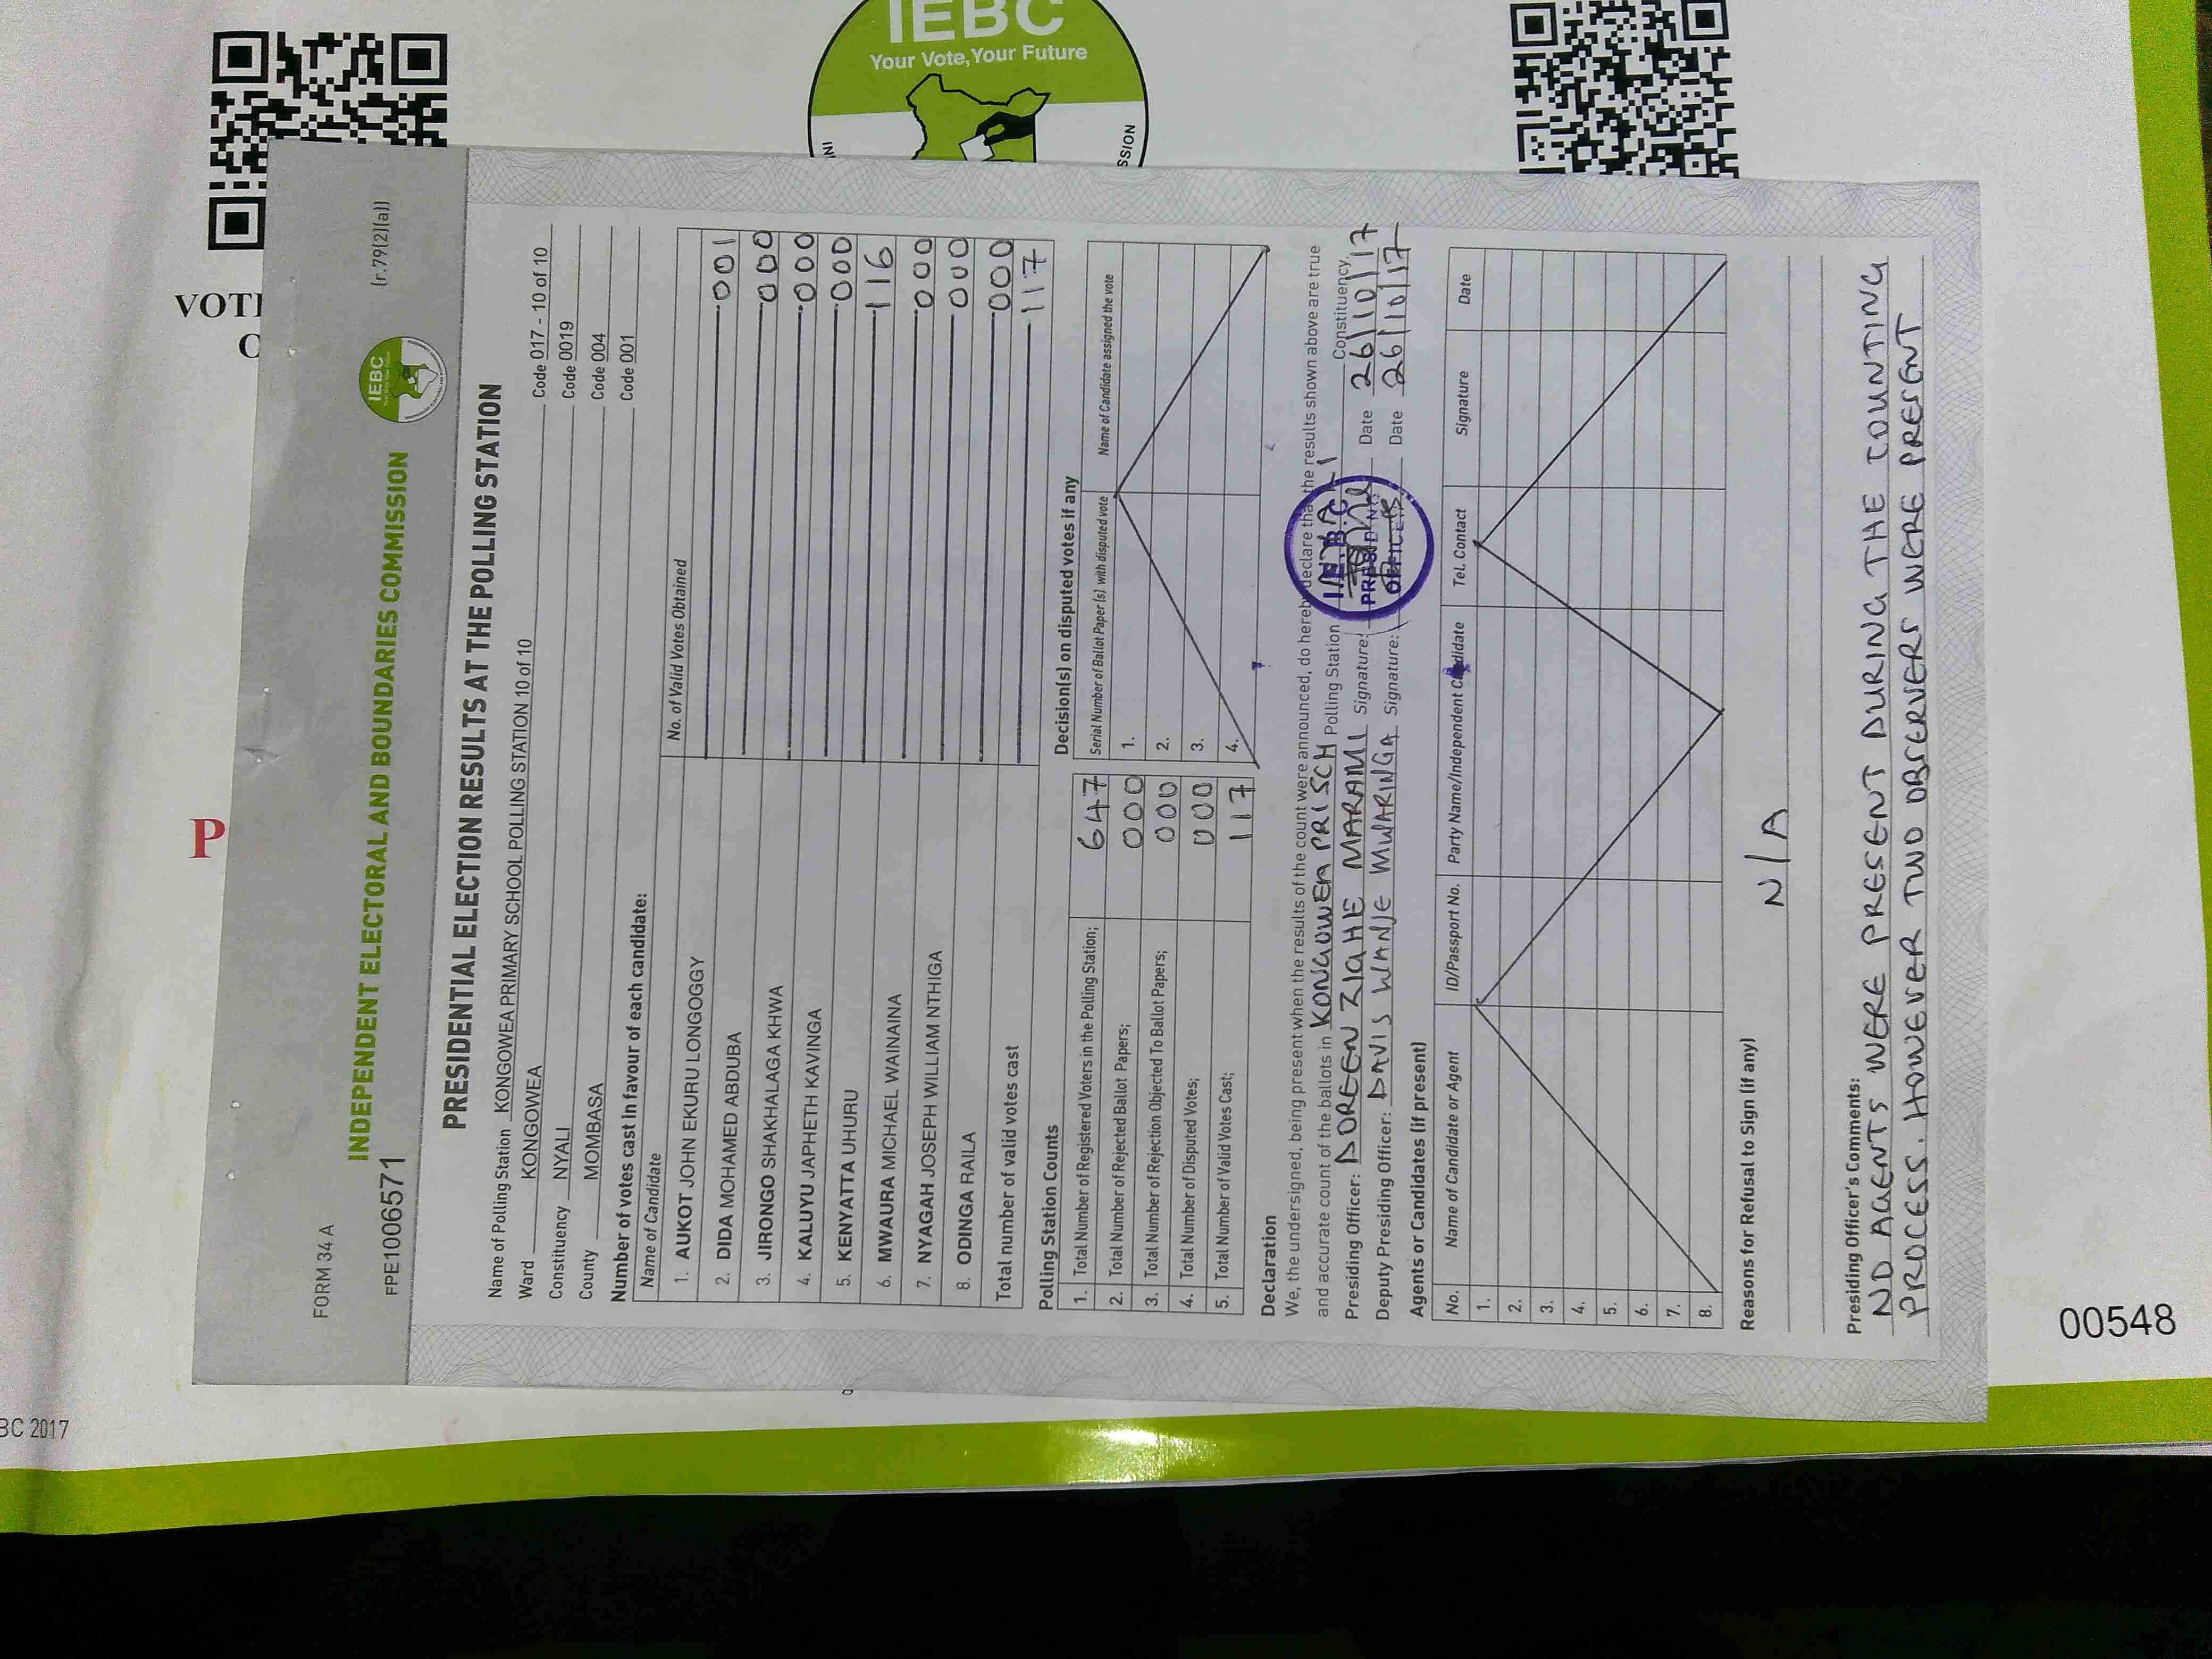 IEBC
Your Vote, Your Future
SSION
VOTE
P
BC 2017
00548
FORM 34 A
(r.79(2)(a))
FPE1006571
IEBC
INDEPENDENT ELECTORAL AND BOUNDARIES COMMISSION
PRESIDENTIAL ELECTION RESULTS AT THE POLLING STATION
Name of Polling Station KONGOWEA PRIMARY SCHOOL POLLING STATION 10 of 10 Code 017 - 10 of 10
Ward KONGOWEA Code 0019
Constituency NYALI Code 004
County MOMBASA Code 001
Number of votes cast in favour of each candidate:
Name of Candidate No. of Valid Votes Obtained
1. AUKOT JOHN EKURU LONGOGGY 001
2. DIDA MOHAMED ABDUBA 000
3. JIRONGO SHAKHALAGA KHWA 000
4. KALUYU JAPHETH KAVINGA 000
5. KENYATTA UHURU 116
6. MWAURA MICHAEL WAINAINA 000
7. NYAGAH JOSEPH WILLIAM NTHIGA 000
8. ODINGA RAILA 000
Total number of valid votes cast 117
Polling Station Counts
1. Total Number of Registered Voters in the Polling Station; 647
2. Total Number of Rejected Ballot Papers; 000
3. Total Number of Rejection Objected To Ballot Papers; 000
4. Total Number of Disputed Votes; 000
5. Total Number of Valid Votes Cast; 117
Decision(s) on disputed votes if any
Serial Number of Ballot Paper (s) with disputed vote Name of Candidate assigned the vote
1.
2.
3.
4.
Declaration
We, the undersigned, being present when the results of the count were announced, do hereby declare that the results shown above are true
and accurate count of the ballots in KONGOWEA PRI SCH Polling Station Constituency.
Presiding Officer: DOREEN ZIAHE MARAMI Signature: Date 26/10/17
Deputy Presiding Officer: DAVIS WANJE MWARINGA Signature: Date 26/10/17
I.E.B.C
PRESIDING
OFFICER
Agents or Candidates (if present)
No. Name of Candidate or Agent ID/Passport No. Party Name/Independent Candidate Tel. Contact Signature Date
1.
2.
3.
4.
5.
6.
7.
8.
Reasons for Refusal to Sign (if any)
N/A
Presiding Officer's Comments:
NO AGENTS WERE PRESENT DURING THE COUNTING
PROCESS. HOWEVER TWO OBSERVERS WERE PRESENT